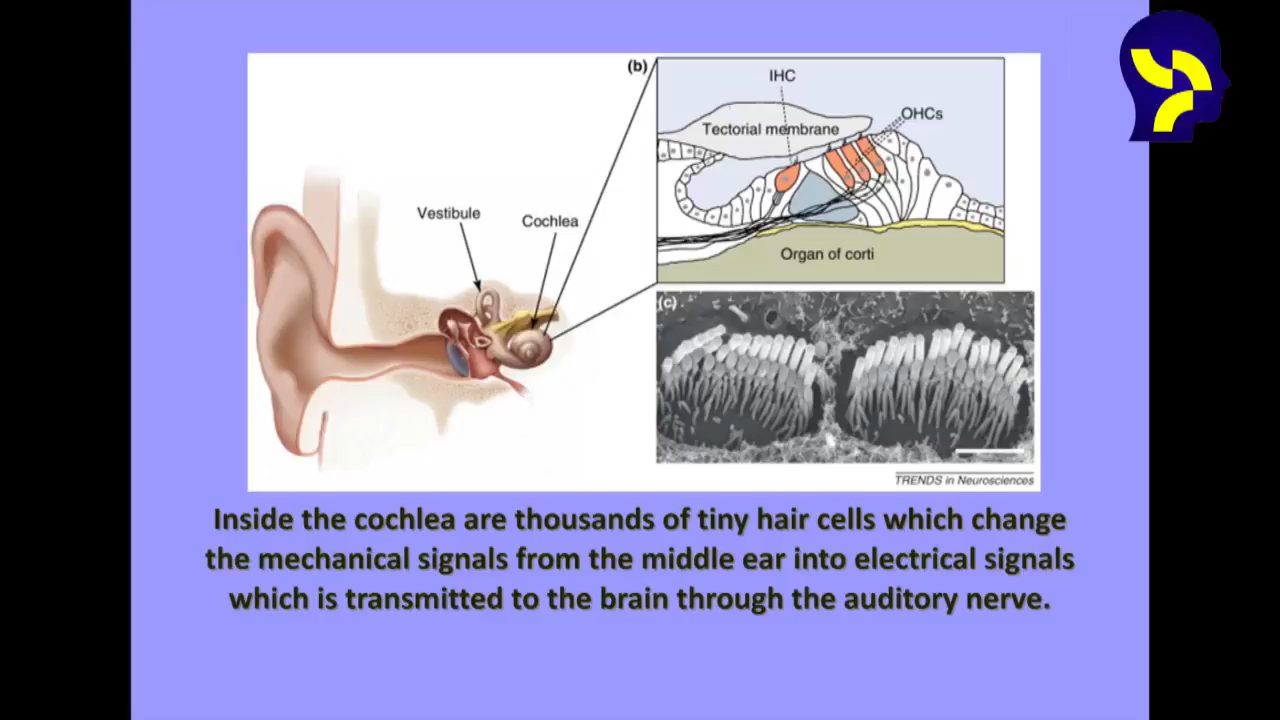 (b)
IHC
OHCs
Tectorial membrane
Vestibule
Cochlea
Organ of corti
(c)
TRENDS in Neurosciences
Inside the cochlea are thousands of tiny hair cells which change
the mechanical signals from the middle ear into electrical signals
which is transmitted to the brain through the auditory nerve.